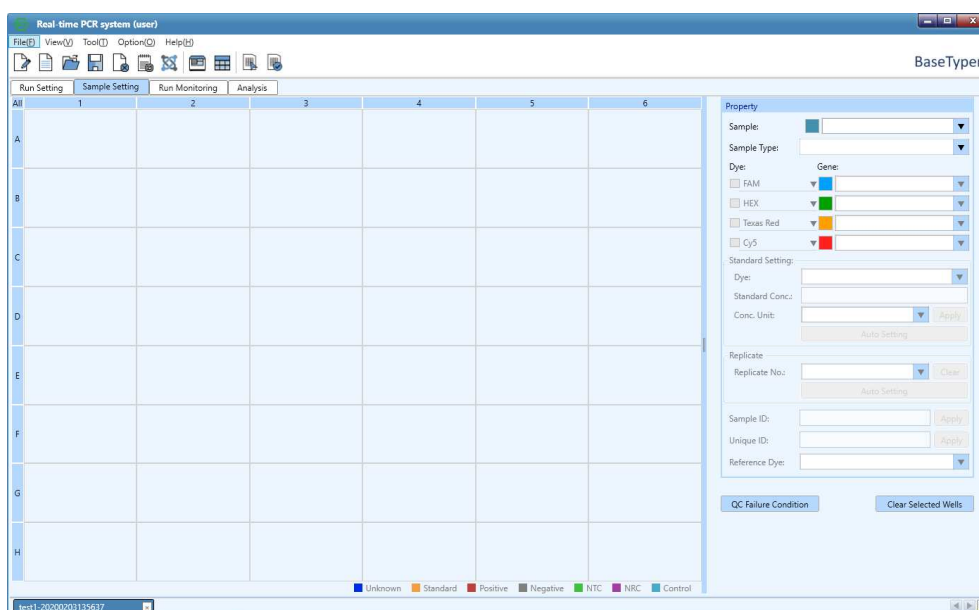 Real-time PCR system (user)
File(F) View(V) Tool(T) Option(O) Help(H)
BaseTyper
Run Setting Sample Setting Run Monitoring Analysis
All 1 2 3 4 5 6
A
B
C
D
E
F
G
H
Property
Sample:
Sample Type:
Dye: Gene:
FAM
HEX
Texas Red
Cy5
Standard Setting:
Dye:
Standard Conc.:
Conc. Unit: Apply
Auto Setting
Replicate
Replicate No.: Clear
Auto Setting
Sample ID: Apply
Unique ID: Apply
Reference Dye:
QC Failure Condition Clear Selected Wells
Unknown Standard Positive Negative NTC NRC Control
test1-20200203135637